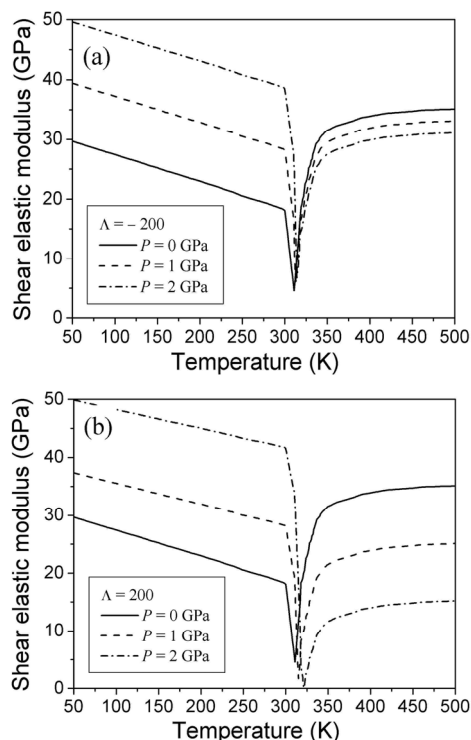 50
(a)
40
30
20
10
0
Shear elastic modulus (GPa)
Λ = – 200
P = 0 GPa
P = 1 GPa
P = 2 GPa
50 100 150 200 250 300 350 400 450 500
Temperature (K)
50
(b)
40
30
20
10
0
Shear elastic modulus (GPa)
Λ = 200
P = 0 GPa
P = 1 GPa
P = 2 GPa
50 100 150 200 250 300 350 400 450 500
Temperature (K)